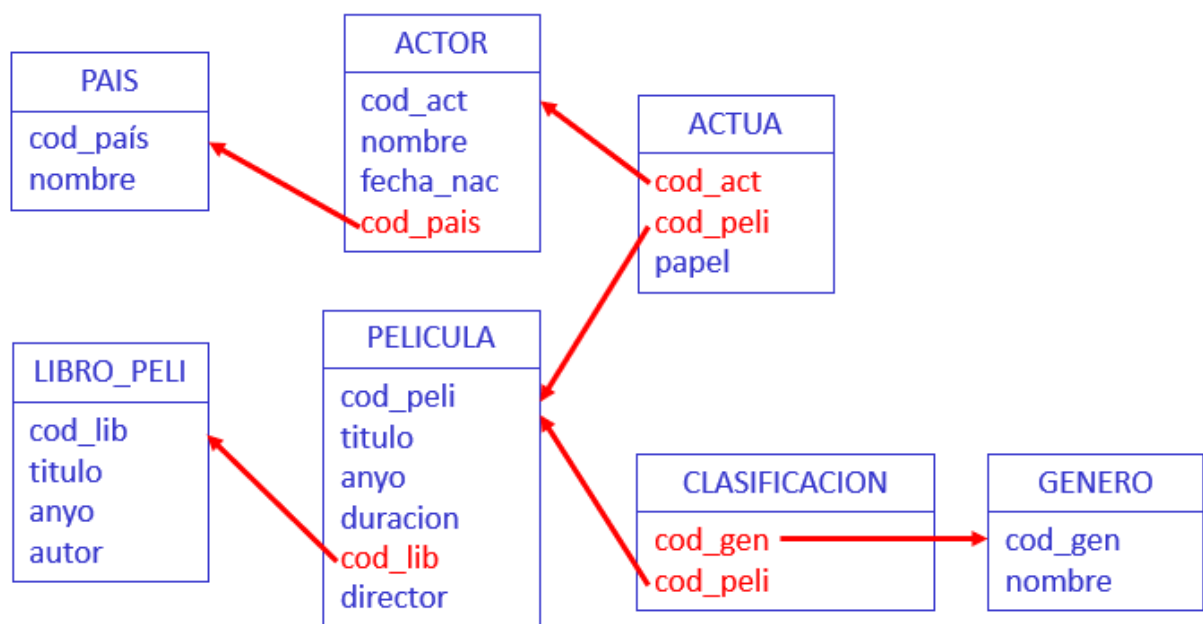 PAIS
cod_país
nombre
ACTOR
cod_act
nombre
fecha_nac
cod_pais
ACTUA
cod_act
cod_peli
papel
LIBRO_PELI
cod_lib
titulo
anyo
autor
PELICULA
cod_peli
titulo
anyo
duracion
cod_lib
director
CLASIFICACION
cod_gen
cod_peli
GENERO
cod_gen
nombre